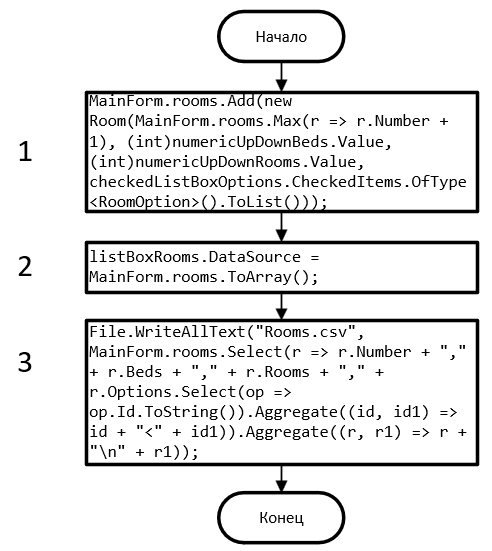 Начало
1
MainForm.rooms.Add(new
Room(MainForm.rooms.Max(r => r.Number +
1), (int)numericUpDownBeds.Value,
(int)numericUpDownRooms.Value,
checkedListBoxOptions.CheckedItems.OfType
<RoomOption>().ToList()));
2
listBoxRooms.DataSource =
MainForm.rooms.ToArray();
3
File.WriteAllText("Rooms.csv",
MainForm.rooms.Select(r => r.Number + ","
+ r.Beds + "," + r.Rooms + "," +
r.Options.Select(op =>
op.Id.ToString()).Aggregate((id, id1) =>
id + "<" + id1)).Aggregate((r, r1) => r +
"\n" + r1));
Конец